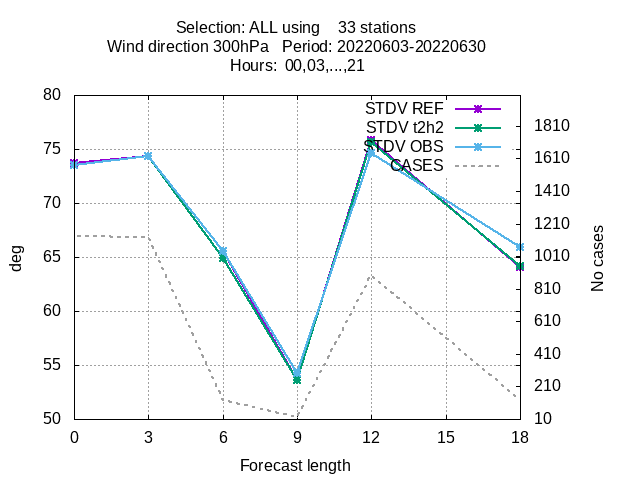 Selection: ALL using    33 stations
Wind direction 300hPa   Period: 20220603-20220630
Hours:  00,03,...,21
STDV REF
STDV t2h2
STDV OBS
CASES
80
75
70
65
60
55
50
deg
1810
1610
1410
1210
1010
810
610
410
210
10
No cases
0 3 6 9 12 15 18
Forecast length